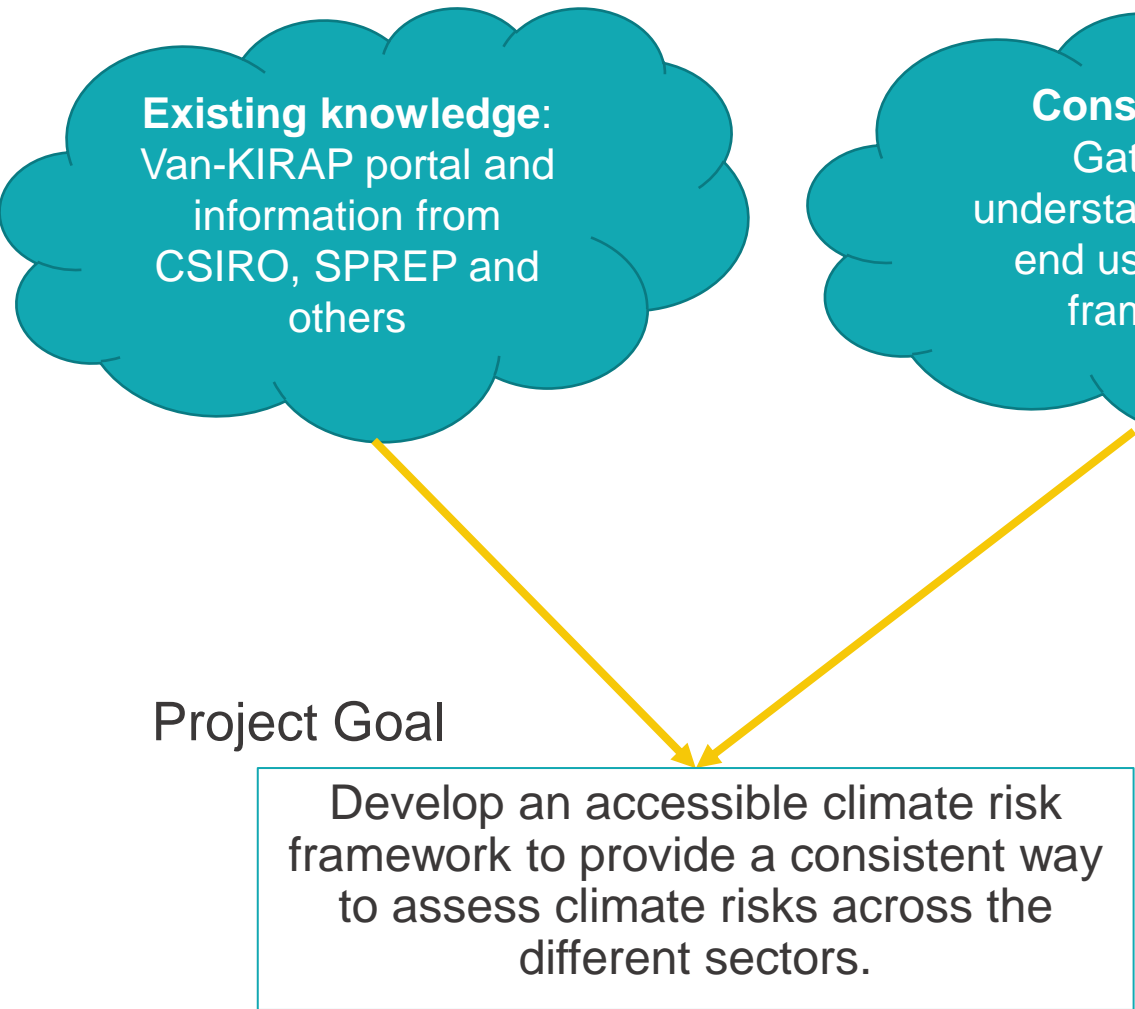 Existing knowledge:
Van-KIRAP portal and
information from
CSIRO, SPREP and
others
end
Project Goal
Develop an accessible climate risk
framework to provide a consistent way
to assess climate risks across the
different sectors.